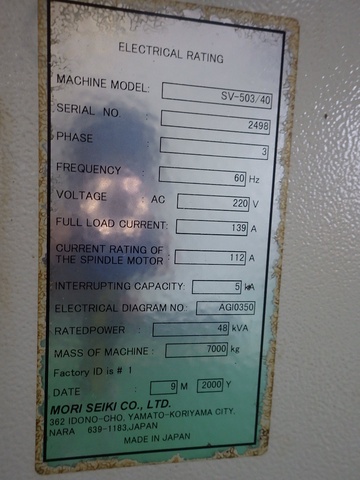 ELECTRICAL RATING
MACHINE MODEL: SV-503/40
SERIAL NO. : 2498
PHASE : 3
FREQUENCY : 60 Hz
VOLTAGE : AC 220 V
FULL LOAD CURRENT: 139 A
CURRENT RATING OF
THE SPINDLE MOTOR : 112 A
INTERRUPTING CAPACITY: 5 kA
ELECTRICAL DIAGRAM NO. AGI0350
RATEDPOWER : 48 kVA
MASS OF MACHINE : 7000 kg
Factory ID is # 1
DATE : 9 M 2000 Y
MORI SEIKI CO., LTD.
362 IDONO-CHO, YAMATO-KORIYAMA CITY,
NARA 639-1183,JAPAN
MADE IN JAPAN